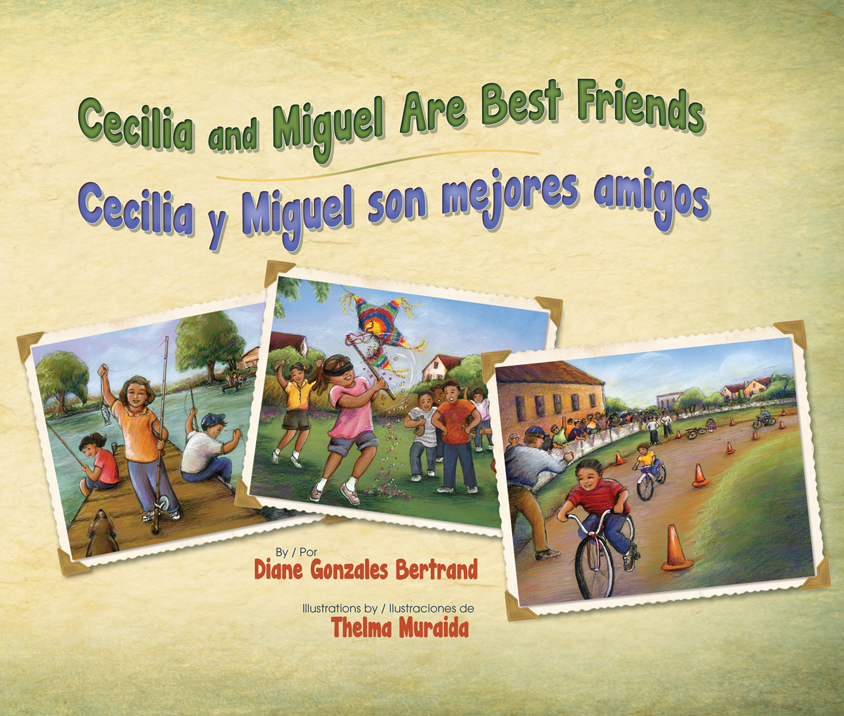 Cecilia and Miguel Are Best Friends
Cecilia y Miguel son mejores amigos
By / Por
Diane Gonzales Bertrand
Illustrations by / Ilustraciones de
Thelma Muraida